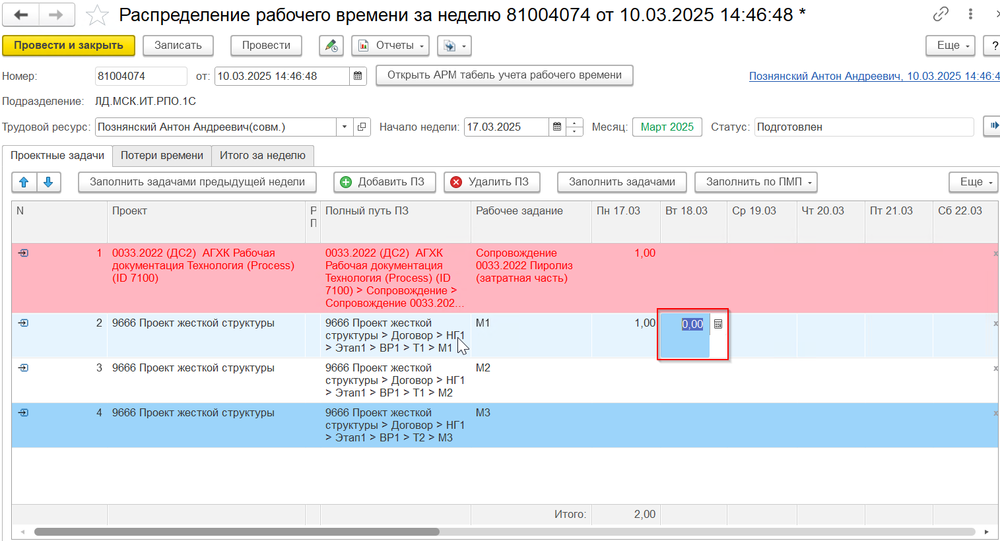 Распределение рабочего времени за неделю 81004074 от 10.03.2025 14:46:48 *
Провести и закрыть
Записать
Провести
Отчеты
Еще
?
Номер:
81004074
от:
10.03.2025 14:46:48
Открыть АРМ табель учета рабочего времени
Познянский Антон Андреевич, 10.03.2025 14:46:4
Подразделение:
ЛД.МСК.ИТ.РПО.1С
Трудовой ресурс:
Познянский Антон Андреевич(совм.)
Начало недели:
17.03.2025
Месяц:
Март 2025
Статус:
Подготовлен
Проектные задачи
Потери времени
Итого за неделю
Заполнить задачами предыдущей недели
Добавить ПЗ
Удалить ПЗ
Заполнить задачами
Заполнить по ПМП
Еще
N
Проект
Р
П
Полный путь ПЗ
Рабочее задание
Пн 17.03
Вт 18.03
Ср 19.03
Чт 20.03
Пт 21.03
Сб 22.03
1
0033.2022 (ДС2) АГХК Рабочая
документация Технология (Process)
(ID 7100)
0033.2022 (ДС2) АГХК
Рабочая документация
Технология (Process) (ID
7100) > Сопровождение >
Сопровождение 0033.202...
Сопровождение
0033.2022 Пиролиз
(затратная часть)
1,00
x
2
9666 Проект жесткой структуры
9666 Проект жесткой
структуры > Договор > НГ1
> Этап1 > ВР1 > Т1 > М1
М1
1,00
0,00
x
3
9666 Проект жесткой структуры
9666 Проект жесткой
структуры > Договор > НГ1
> Этап1 > ВР1 > Т1 > М2
М2
x
4
9666 Проект жесткой структуры
9666 Проект жесткой
структуры > Договор > НГ1
> Этап1 > ВР1 > Т2 > М3
М3
x
Итого:
2,00